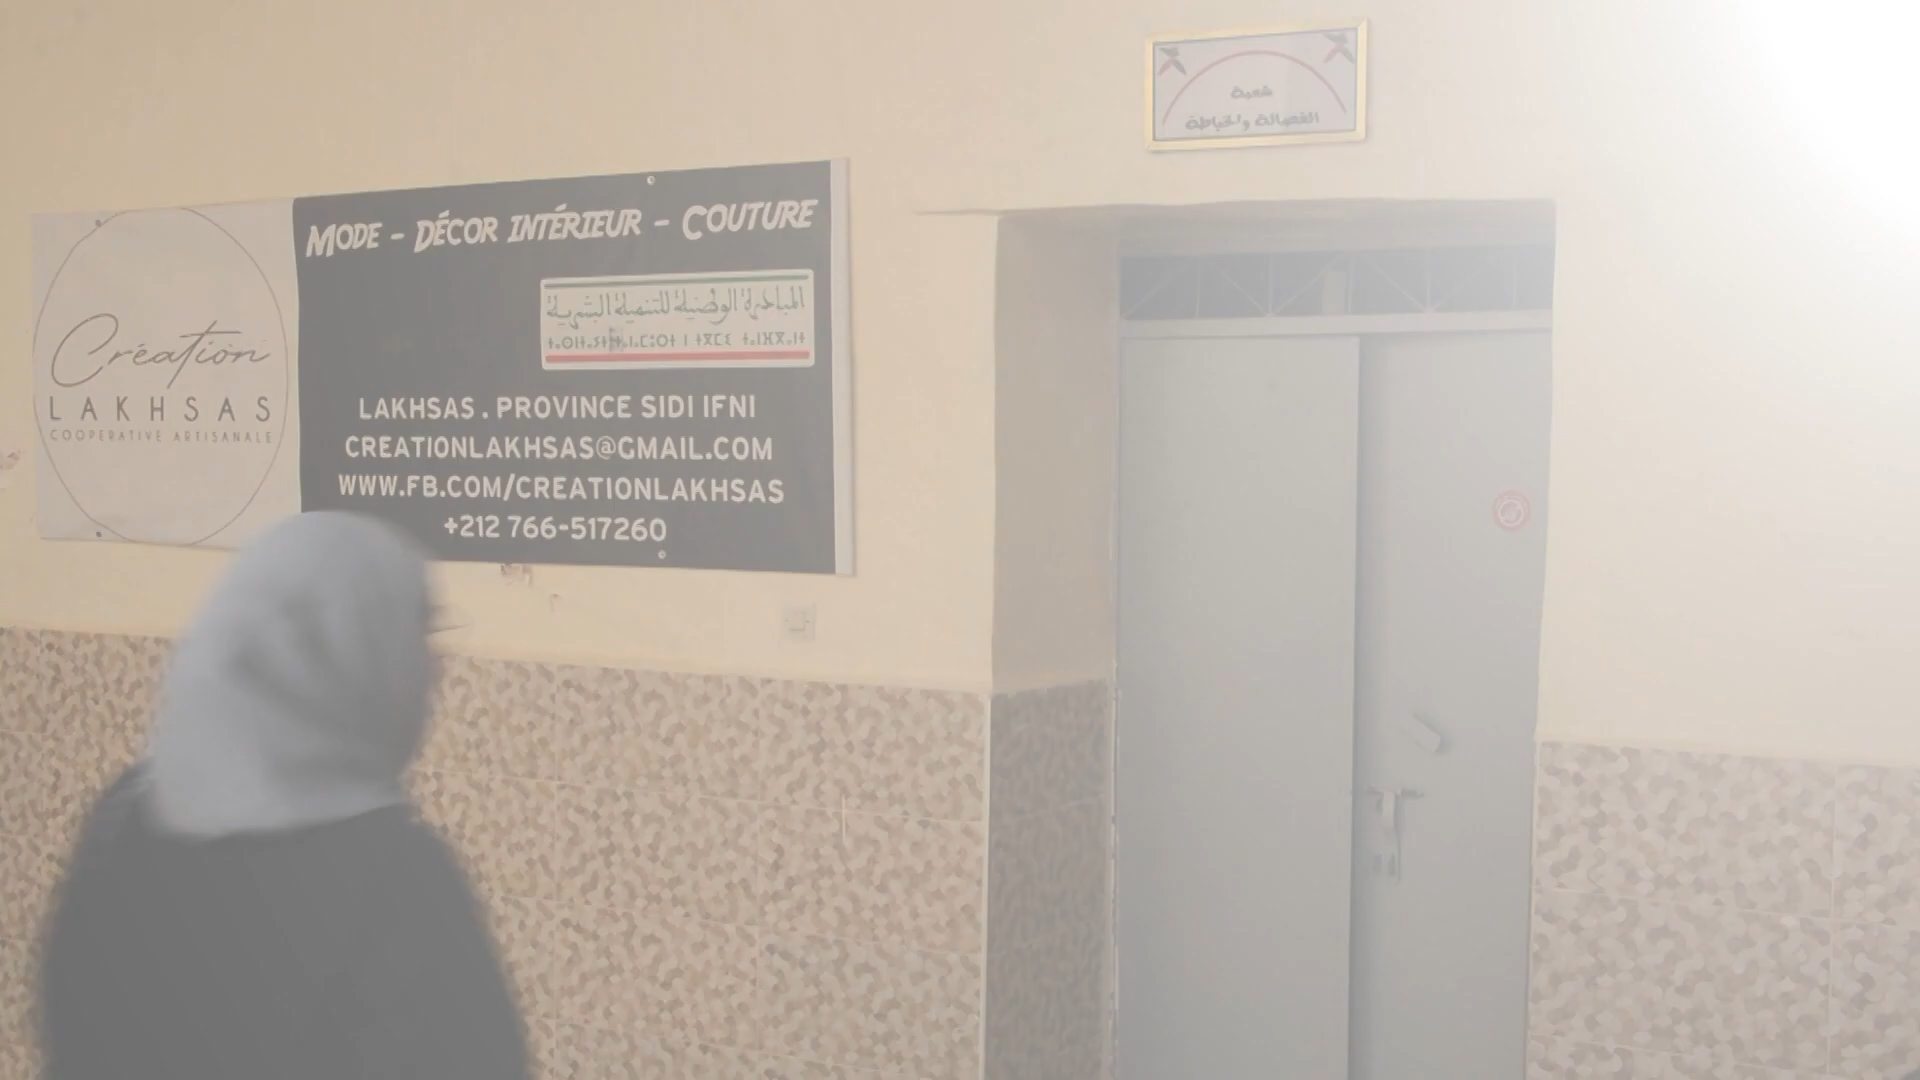 شعبة
الفصالة والخياطة
MODE - DÉCOR INTÉRIEUR - COUTURE
المبادرة الوطنية للتنمية البشرية
Création
LAKHSAS
COOPERATIVE ARTISANALE
LAKHSAS . PROVINCE SIDI IFNI
CREATIONLAKHSAS@GMAIL.COM
WWW.FB.COM/CREATIONLAKHSAS
+212 766-517260